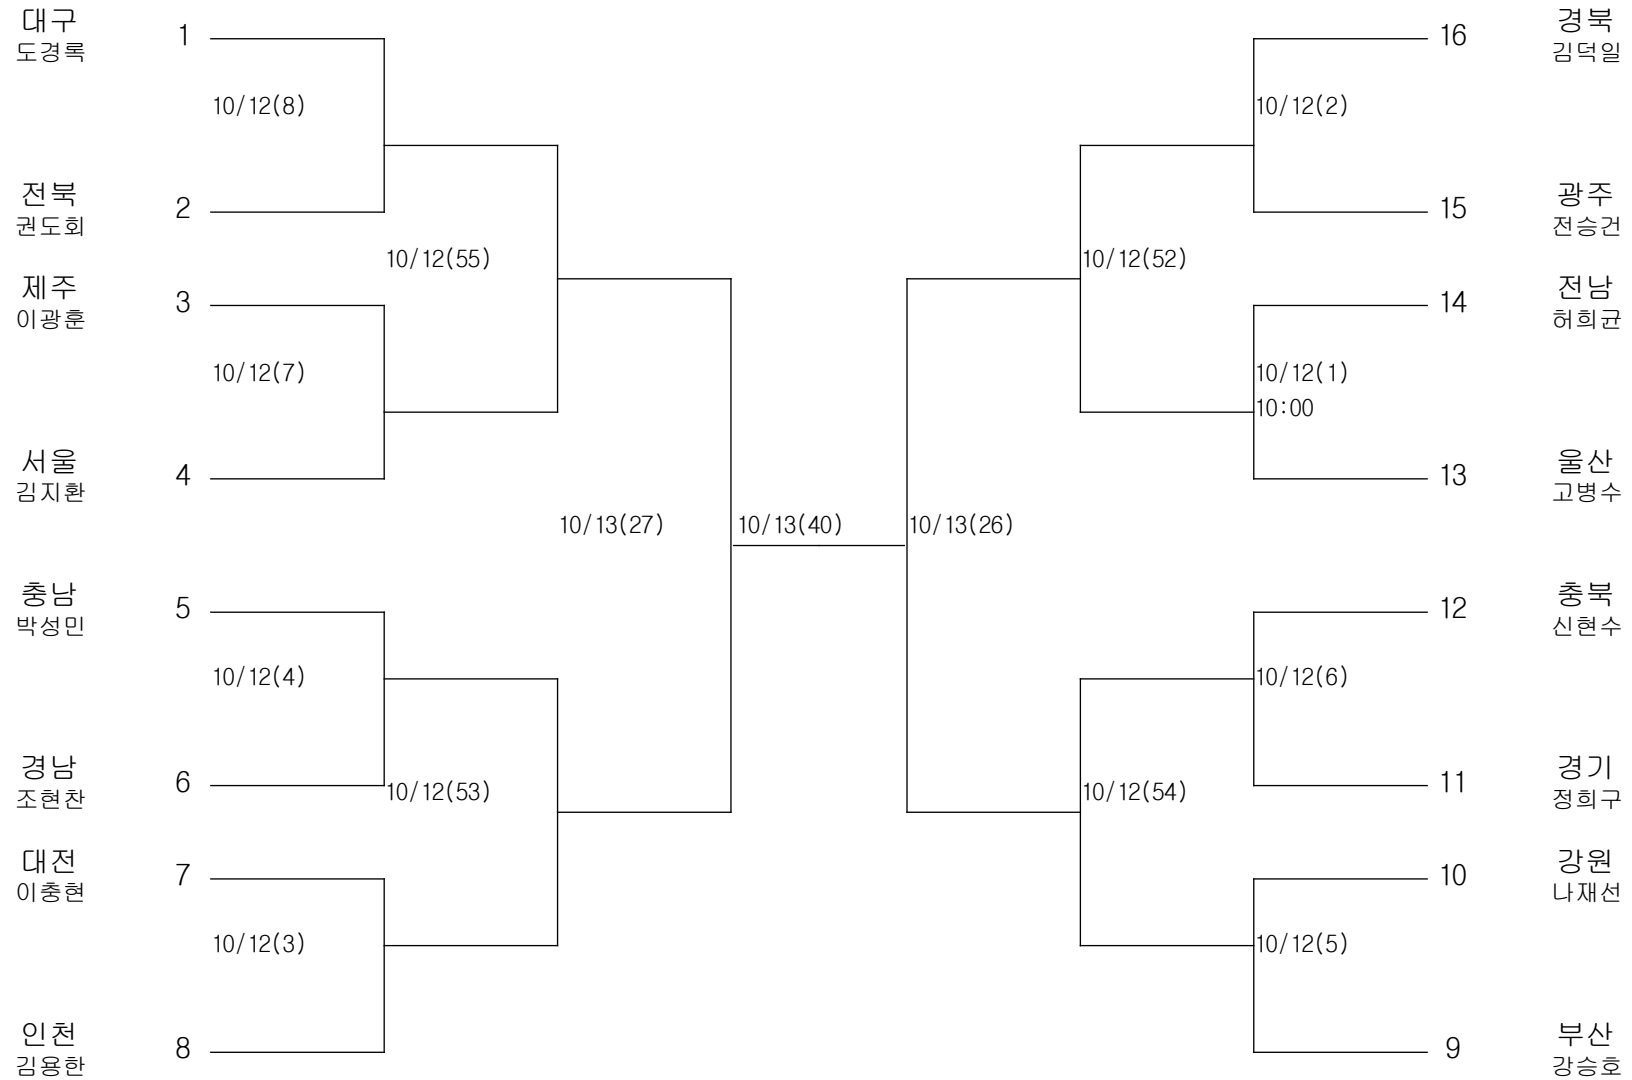 대구
도경록
1
10/12(8)
전북
권도회
2
10/12(55)
제주
이광훈
3
10/12(7)
서울
김지환
4
10/13(27)
충남
박성민
5
10/12(4)
경남
조현찬
6
10/12(53)
대전
이충현
7
10/12(3)
인천
김용한
8
10/13(40)
경북
김덕일
16
10/12(2)
광주
전승건
15
10/12(52)
전남
허희균
14
10/12(1)
10:00
울산
고병수
13
10/13(26)
충북
신현수
12
10/12(6)
경기
정희구
11
10/12(54)
강원
나재선
10
10/12(5)
부산
강승호
9